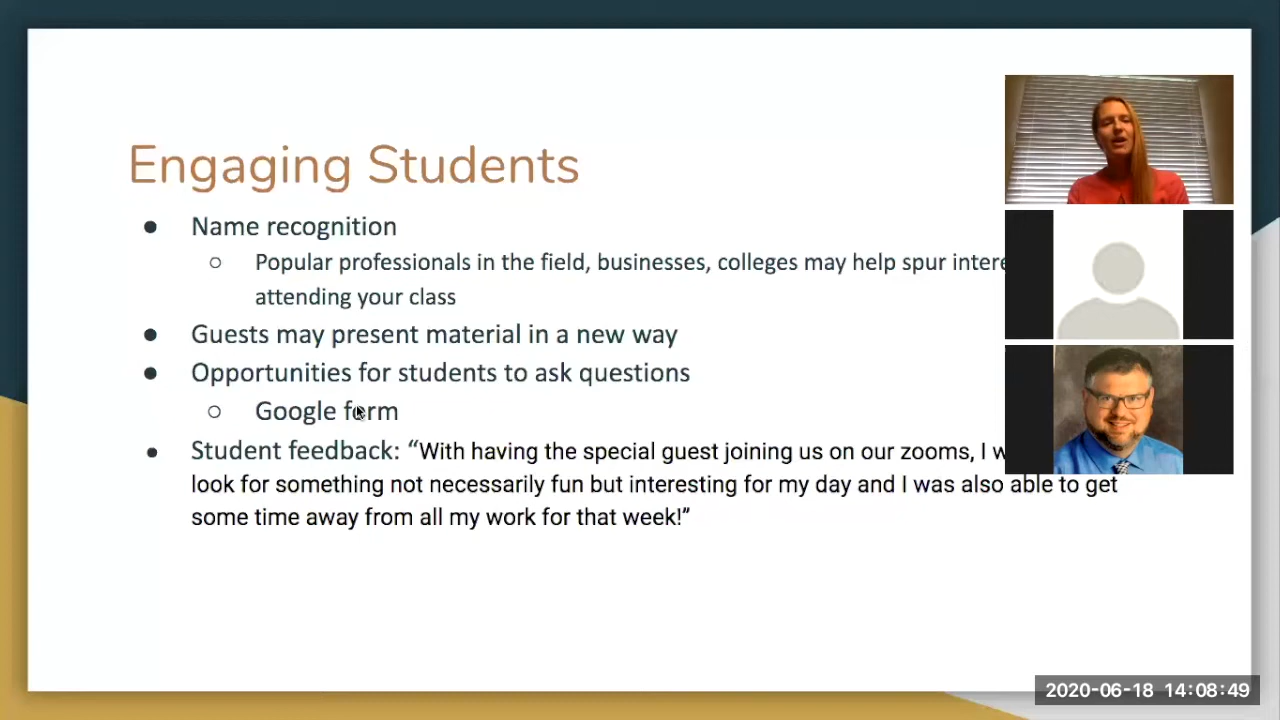 Engaging Students
● Name recognition
○ Popular professionals in the field, businesses, colleges may help spur
attending your class
● Guests may present material in a new way
● Opportunities for students to ask questions
○ Google form
● Student feedback: “With having the special guest joining us on our zooms, I
look for something not necessarily fun but interesting for my day and I was also able to get
some time away from all my work for that week!”
2020-06-18 14:08:49